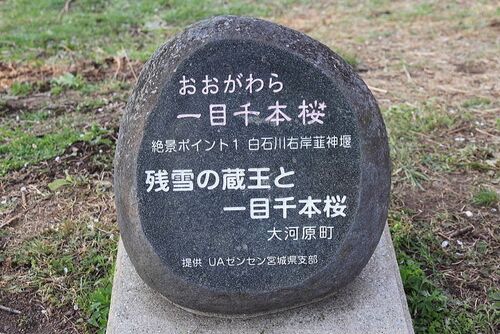 おおがわら
一目千本桜
絶景ポイント1 白石川右岸韮神堰
残雪の蔵王と
一目千本桜
大河原町
提供 UAゼンセン宮城県支部